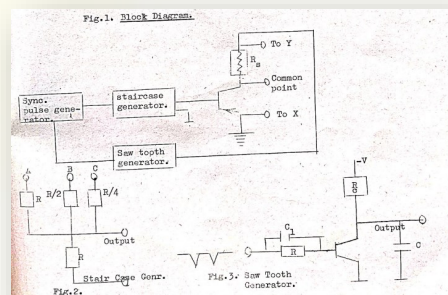 Fig.1. Block Diagram.
To Y
Rs
Common
point
To X
Sync.
pulse gene-
rator.
staircase
generator.
Saw tooth
generator.
A
B
C
R
R/2
R/4
Output
R
Stair Case Genr.
Fig.2.
-V
Output
C1
R
C
Fig.3. Saw Tooth
Generator.